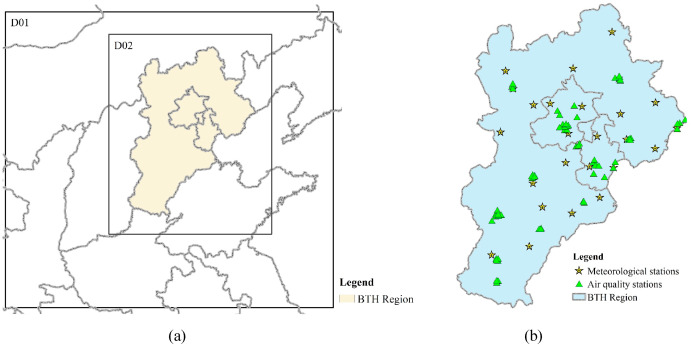 D01
D02
Legend
BTH Region
(a)
Legend
Meteorological stations
Air quality stations
BTH Region
(b)